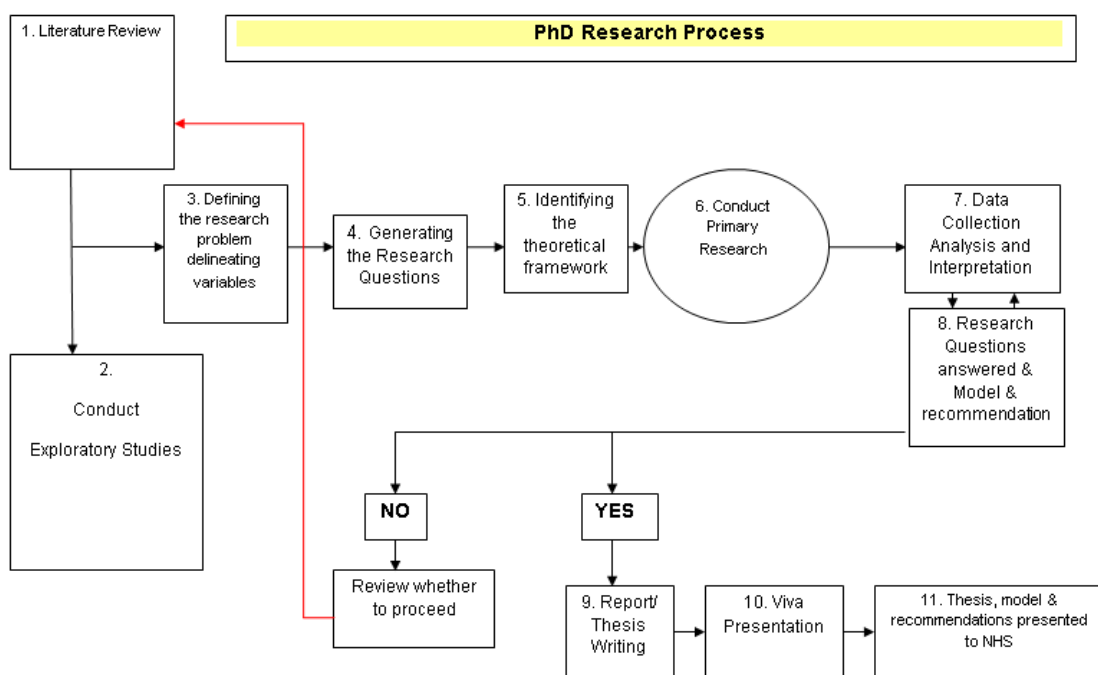 1. Literature Review
PhD Research Process
3. Defining
the research
problem
delineating
variables
4. Generating
the Research
Questions
5. Identifying
the
theoretical
framework
6. Conduct
Primary
Research
7. Data
Collection
Analysis and
Interpretation
8. Research
Questions
answered &
Model &
recommendation
2.
Conduct
Exploratory Studies
NO
YES
Review whether
to proceed
9. Report/
Thesis
Writing
10. Viva
Presentation
11. Thesis, model &
recommendations presented
to NHS